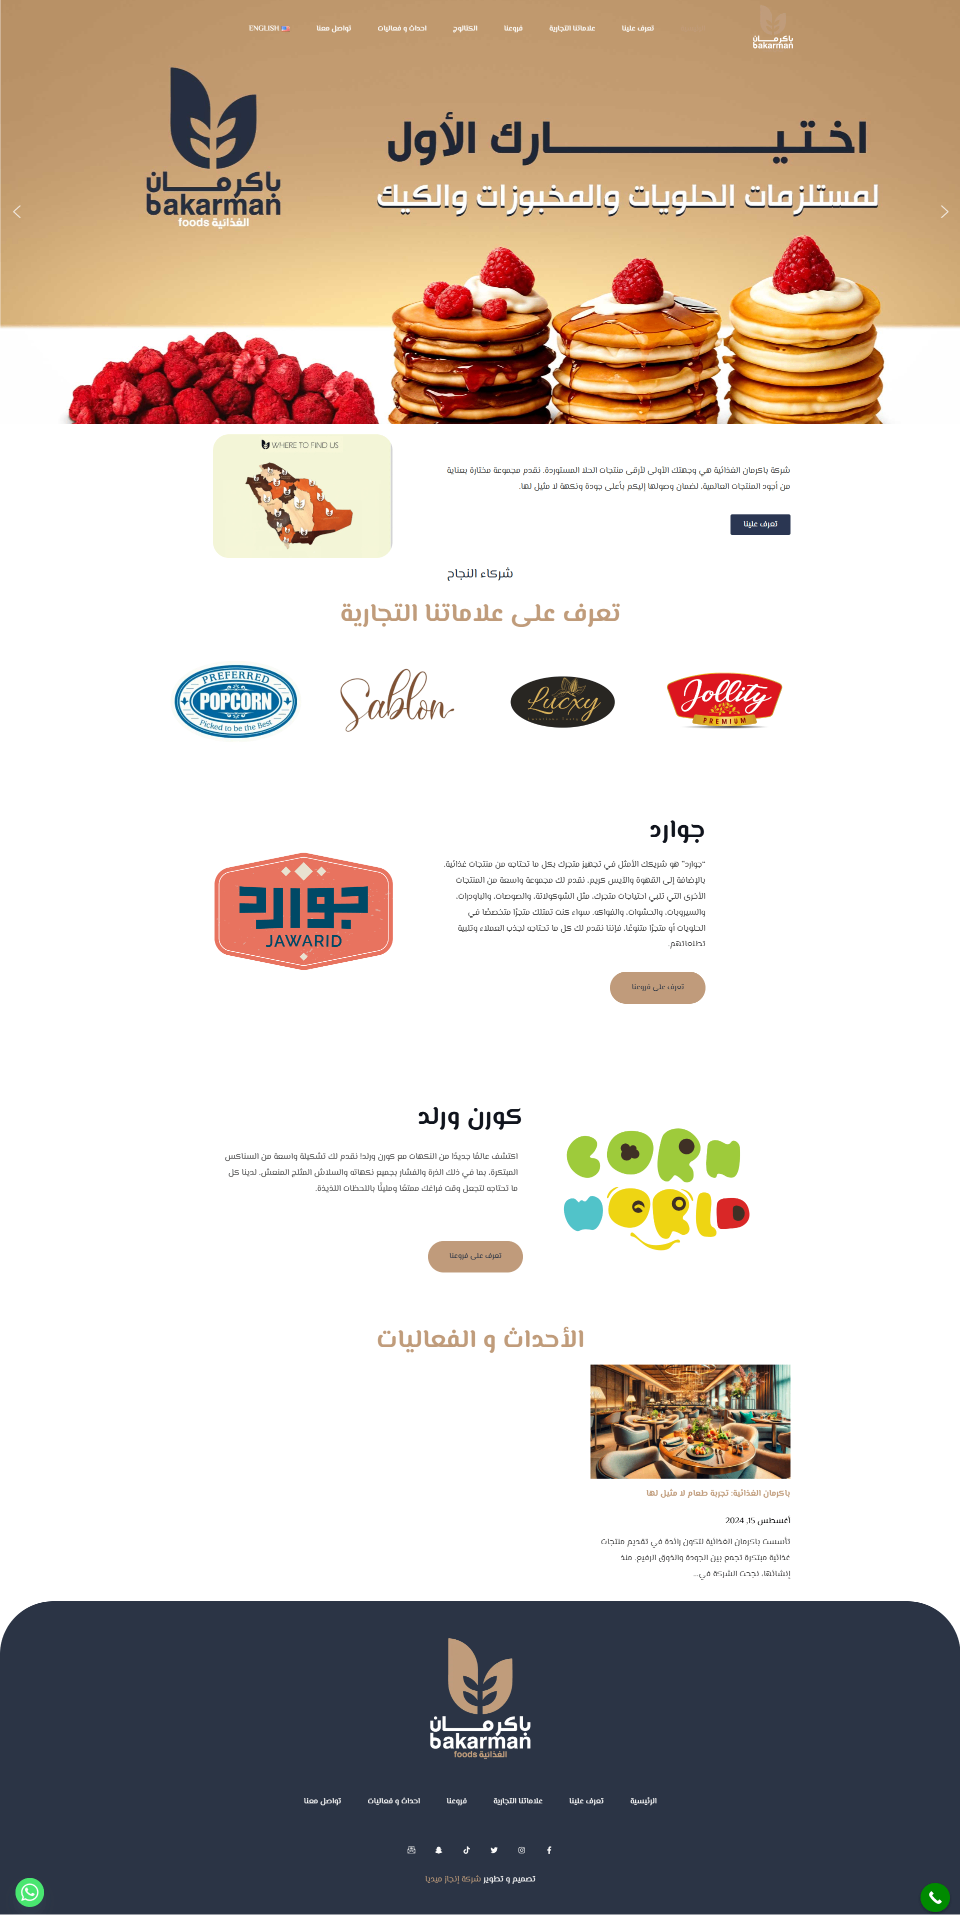 باكرمــان
bakarman
تعرف علينا
علاماتنا التجارية
فروعنا
الكتالوج
احداث و فعاليات
تواصل معنا
ENGLISH
اختيـــــــــــارك الأول
لمستلزمات الحلويات والمخبوزات والكيك
باكرمــان
bakarman
foods الغذائية
WHERE TO FIND US
شركة باكرمان الغذائية هي وجهتك الأولى لأرقى منتجات الحلا المستوردة. نقدم مجموعة مختارة بعناية
من أجود المنتجات العالمية، لضمان وصولها إليكم بأعلى جودة ونكهة لا مثيل لها.
تعرف علينا
شركاء النجاح
تعرف على علاماتنا التجارية
Jollity
PREMIUM
Lucxy
Sablon
PREFERRED
POPCORN
Picked to be the Best
جوارد
"جوارد" هو شريكك الأمثل في تجهيز متجرك بكل ما تحتاجه من منتجات غذائية.
بالإضافة إلى القهوة والآيس كريم، نقدم لك مجموعة واسعة من المنتجات
الأخرى التي تلبي احتياجات متجرك، مثل الشوكولاتة، والصوصات، والباودرات،
والسيروبات، والحشوات، والفواكه. سواء كنت تمتلك متجرًا متخصصًا في
الحلويات أو متجرًا متنوعًا، فإننا نقدم لك كل ما تحتاجه لجذب العملاء وتلبية
تطلعاتهم.
جوارد
JAWARID
تعرف على فروعنا
كورن ورلد
اكتشف عالمًا جديدًا من النكهات مع كورن ورلد! نقدم لك تشكيلة واسعة من السناكس
المبتكرة، بما في ذلك الذرة والفشار بجميع نكهاته والسلاش المثلج المنعش. لدينا كل
ما تحتاجه لتجعل وقت فراغك ممتعًا ومليئًا باللحظات اللذيذة.
CORN
WORLD
تعرف على فروعنا
الأحداث و الفعاليات
باكرمان الغذائية: تجربة طعام لا مثيل لها
أغسطس 15, 2024
تأسست باكرمان الغذائية لتكون رائدة في تقديم منتجات
غذائية مبتكرة تجمع بين الجودة والذوق الرفيع. منذ
إنشائها، نجحت الشركة في...
باكرمــان
bakarman
foods الغذائية
الرئيسية
تعرف علينا
علاماتنا التجارية
فروعنا
احداث و فعاليات
تواصل معنا
تصميم و تطوير شركة إنجاز ميديا